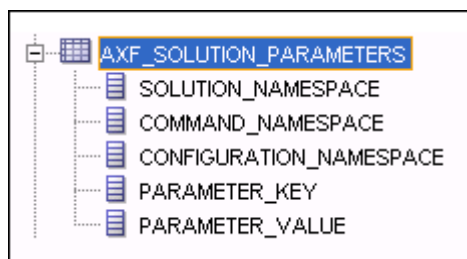 AXF_SOLUTION_PARAMETERS
SOLUTION_NAMESPACE
COMMAND_NAMESPACE
CONFIGURATION_NAMESPACE
PARAMETER_KEY
PARAMETER_VALUE